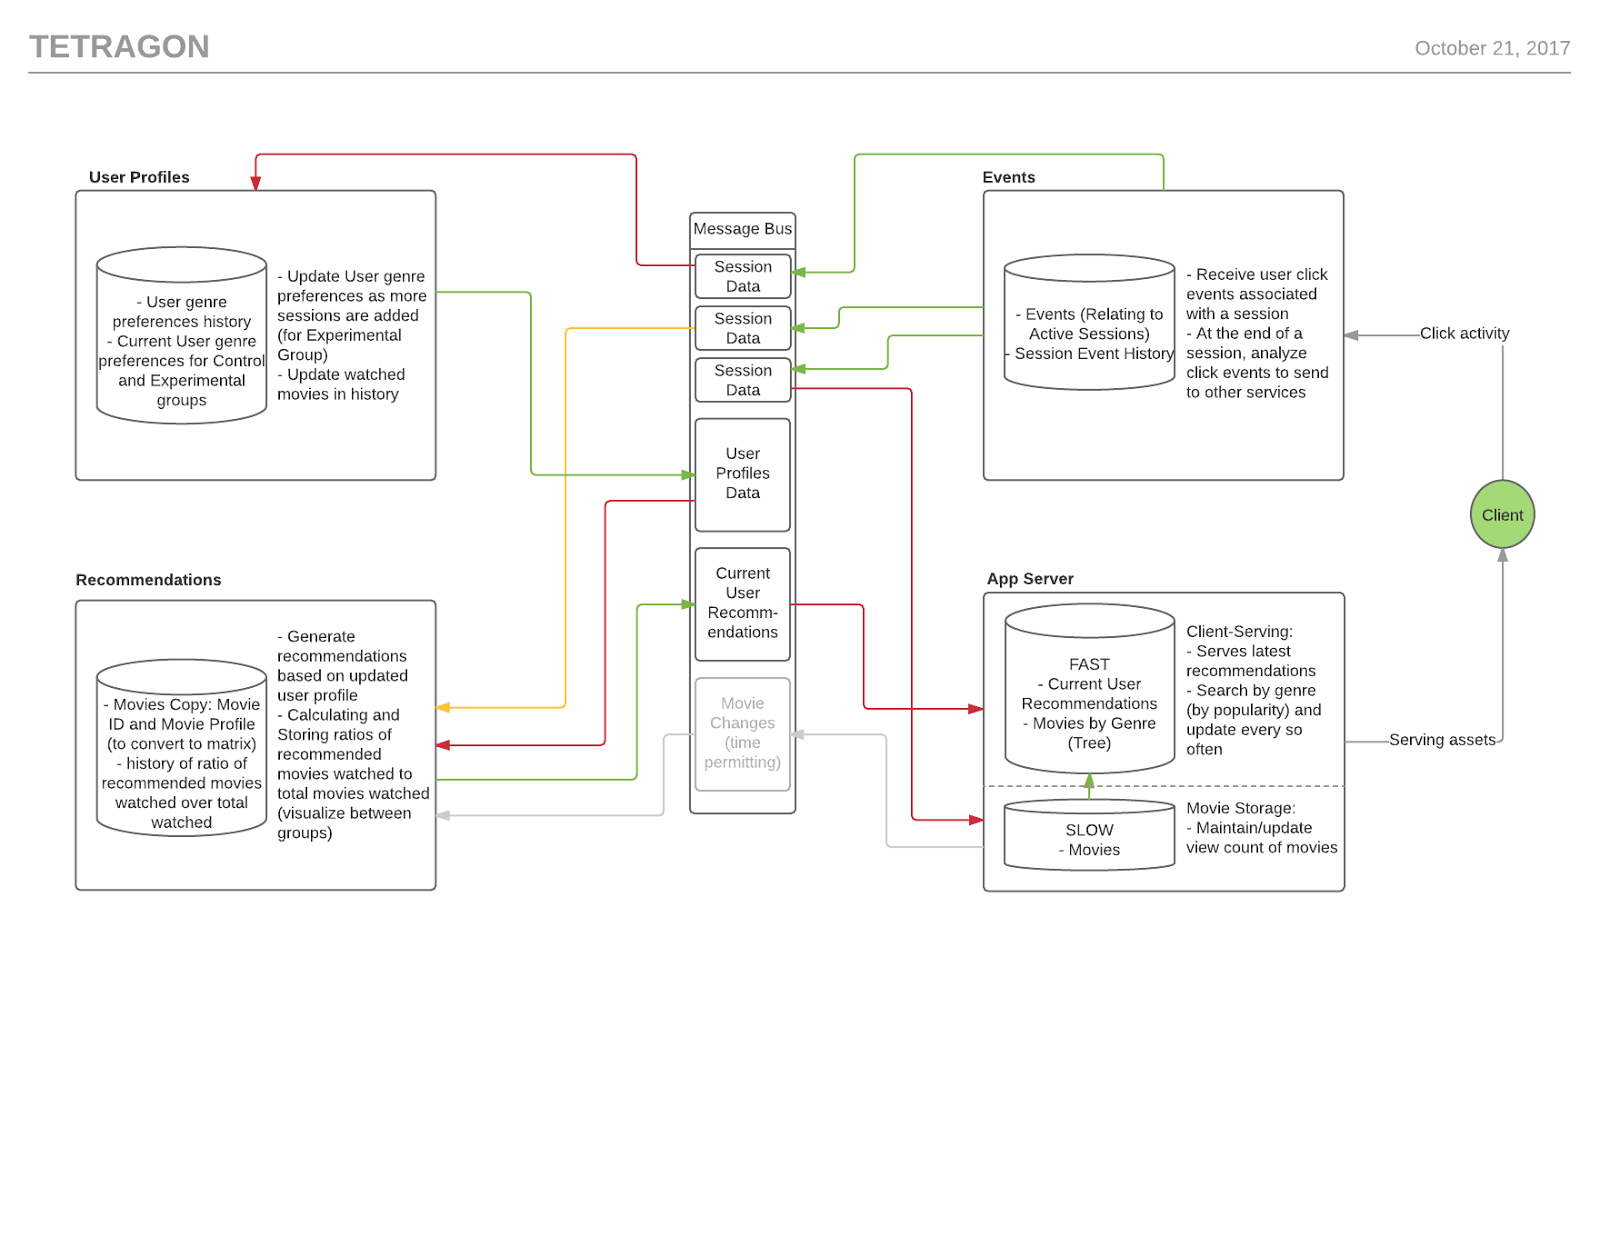 TETRAGON
October 21, 2017
User Profiles
- User genre
preferences history
- Current User genre
preferences for Control
and Experimental
groups
- Update User genre
preferences as more
sessions are added
(for Experimental
Group)
- Update watched
movies in history
Message Bus
Session
Data
Session
Data
Session
Data
User
Profiles
Data
Current
User
Recomm-
endations
Movie
Changes
(time
permitting)
Events
- Events (Relating to
Active Sessions)
- Session Event History
- Receive user click
events associated
with a session
- At the end of a
session, analyze
click events to send
to other services
Click activity
Client
Serving assets
Recommendations
- Movies Copy: Movie
ID and Movie Profile
(to convert to matrix)
- history of ratio of
recommended movies
watched over total
watched
- Generate
recommendations
based on updated
user profile
- Calculating and
Storing ratios of
recommended
movies watched to
total movies watched
(visualize between
groups)
App Server
FAST
- Current User
Recommendations
- Movies by Genre
(Tree)
Client-Serving:
- Serves latest
recommendations
- Search by genre
(by popularity) and
update every so
often
SLOW
- Movies
Movie Storage:
- Maintain/update
view count of movies